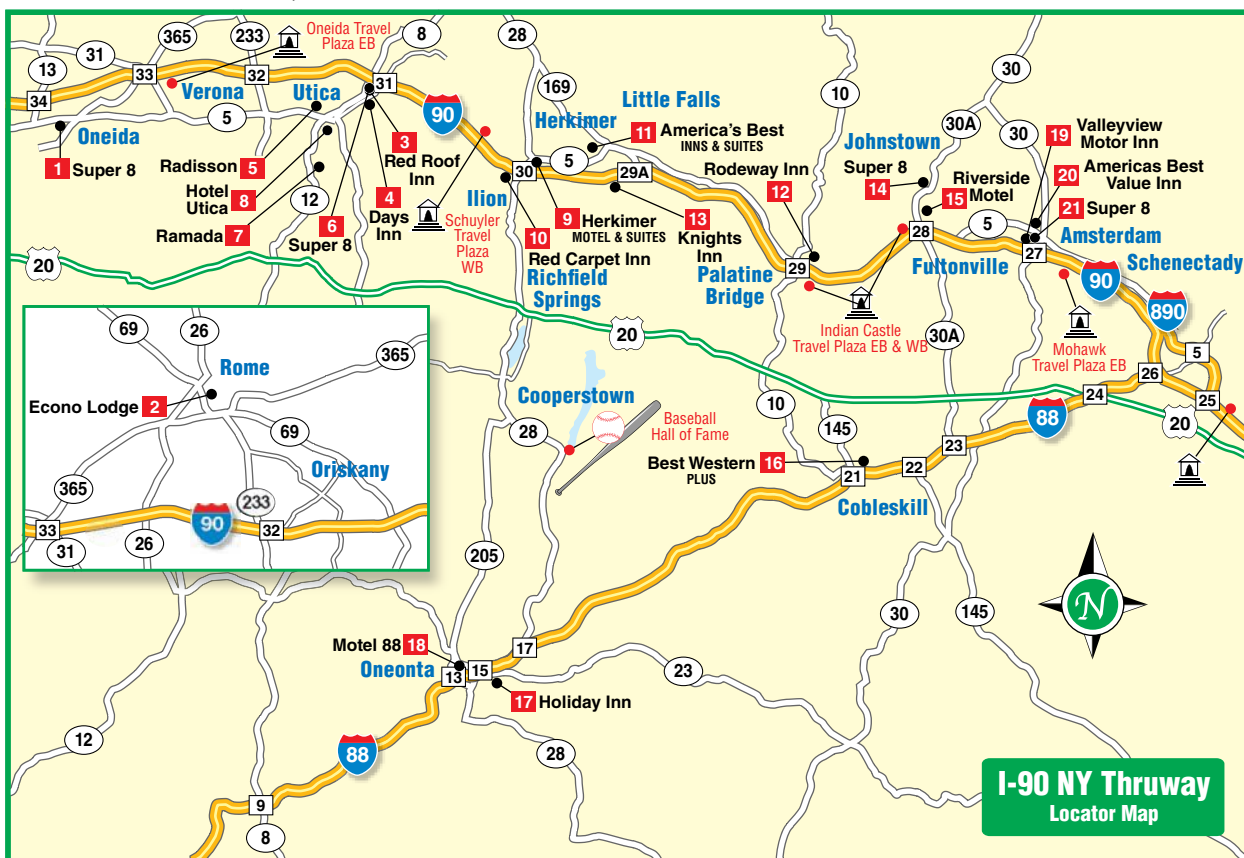 365
233
Oneida Travel
Plaza EB
8
28
31
13
33
32
31
34
Verona
Utica
5
90
169
Little Falls
Herkimer
10
30
Oneida
1 Super 8
Radisson 5
Hotel
Utica 8
Ramada 7
12
6
Super 8
3
Red Roof
Inn
4
Days
Inn
Ilion
Schuyler
Travel
Plaza
WB
30
5
29A
11 America's Best
INNS & SUITES
9 Herkimer
MOTEL & SUITES
10
Red Carpet Inn
13
Knights
Inn
Rodeway Inn
12
Johnstown
30A
30
Super 8
14
15 Riverside
Motel
19 Valleyview
Motor Inn
20 Americas Best
Value Inn
21 Super 8
28
5
27
Amsterdam
Fultonville
Schenectady
90
890
29
Palatine
Bridge
Richfield
Springs
20
20
Indian Castle
Travel Plaza EB & WB
30A
Mohawk
Travel Plaza EB
5
26
24
25
20
88
69
26
365
Rome
Econo Lodge 2
69
Oriskany
365
233
90
33
32
31
26
Cooperstown
28
Baseball
Hall of Fame
10
145
Best Western 16
PLUS
21
22
23
Cobleskill
205
30
145
N
Motel 88 18
Oneonta
13
15
17
17 Holiday Inn
23
12
88
28
9
8
I-90 NY Thruway
Locator Map